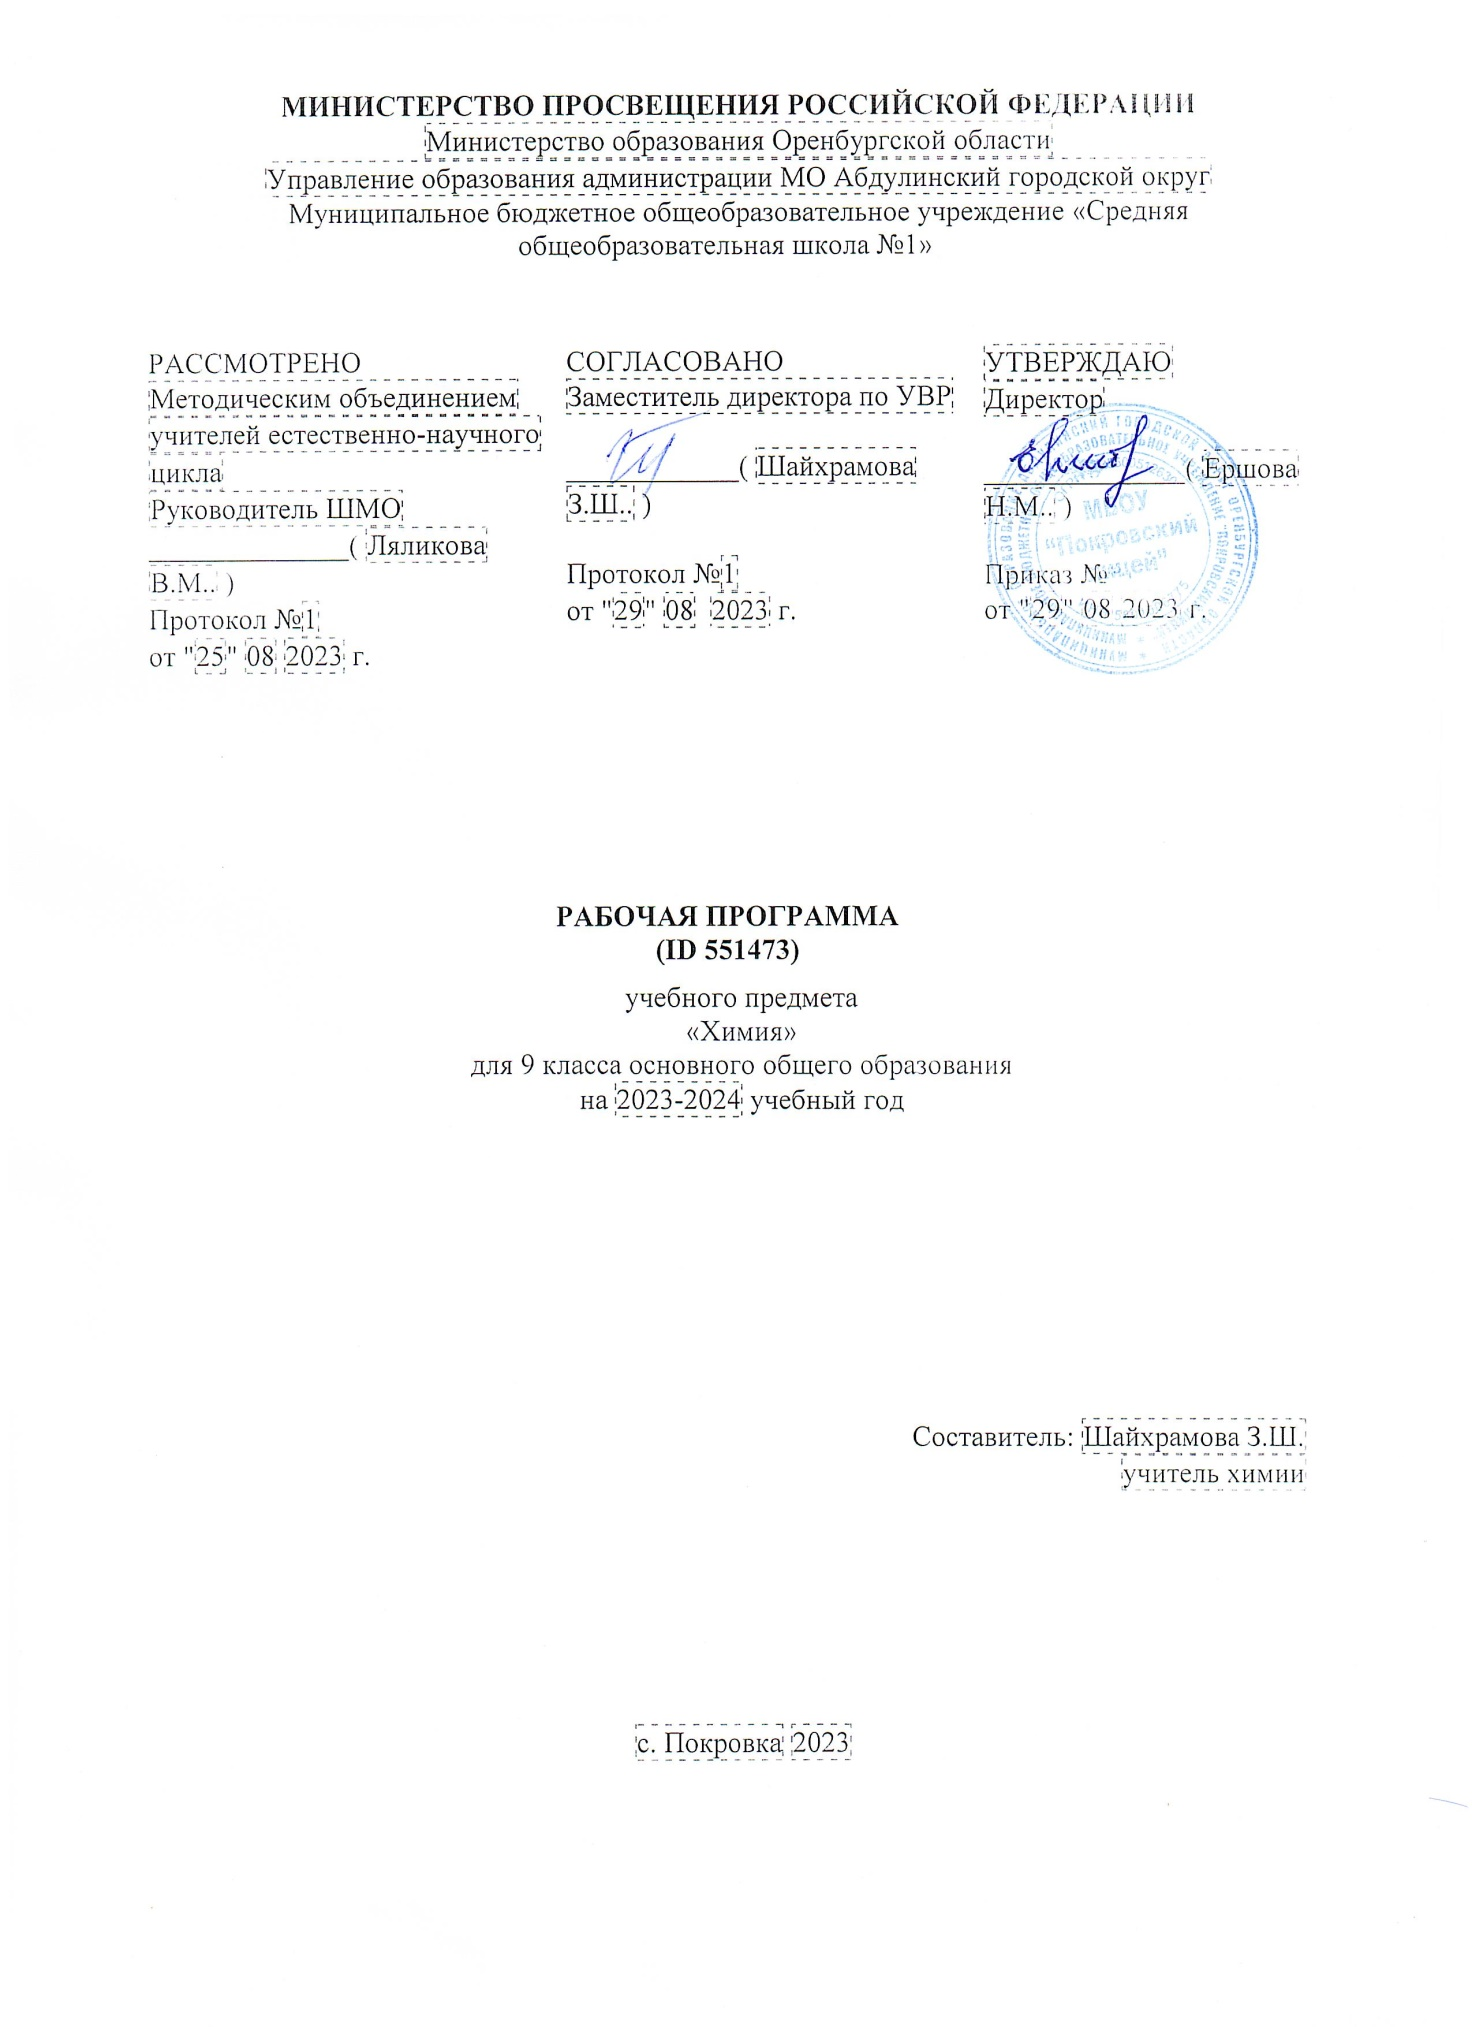 МИНИСТЕРСТВО ПРОСВЕЩЕНИЯ РОССИЙСКОЙ ФЕДЕРАЦИИ
Министерство образования Оренбургской области
Управление образования администрации МО Абдулинский городской округ
Муниципальное бюджетное общеобразовательное учреждение «Средняя
общеобразовательная школа №1»
РАССМОТРЕНО
Методическим объединением
учителей естественно-научного
цикла
Руководитель ШМО
______________( Ляликова
В.М.. )
Протокол №1
от "25" 08 2023 г.
СОГЛАСОВАНО
Заместитель директора по УВР
____________( Шайхрамова
З.Ш.. )
Протокол №1
от "29" 08 2023 г.
УТВЕРЖДАЮ
Директор
______________( Ершова
Н.М.. )
Приказ №
от "29" 08 2023 г.
МБОУ
"Покровский
лицей"
РАБОЧАЯ ПРОГРАММА
(ID 551473)
учебного предмета
«Химия»
для 9 класса основного общего образования
на 2023-2024 учебный год
Составитель: Шайхрамова З.Ш.
учитель химии
с. Покровка 2023